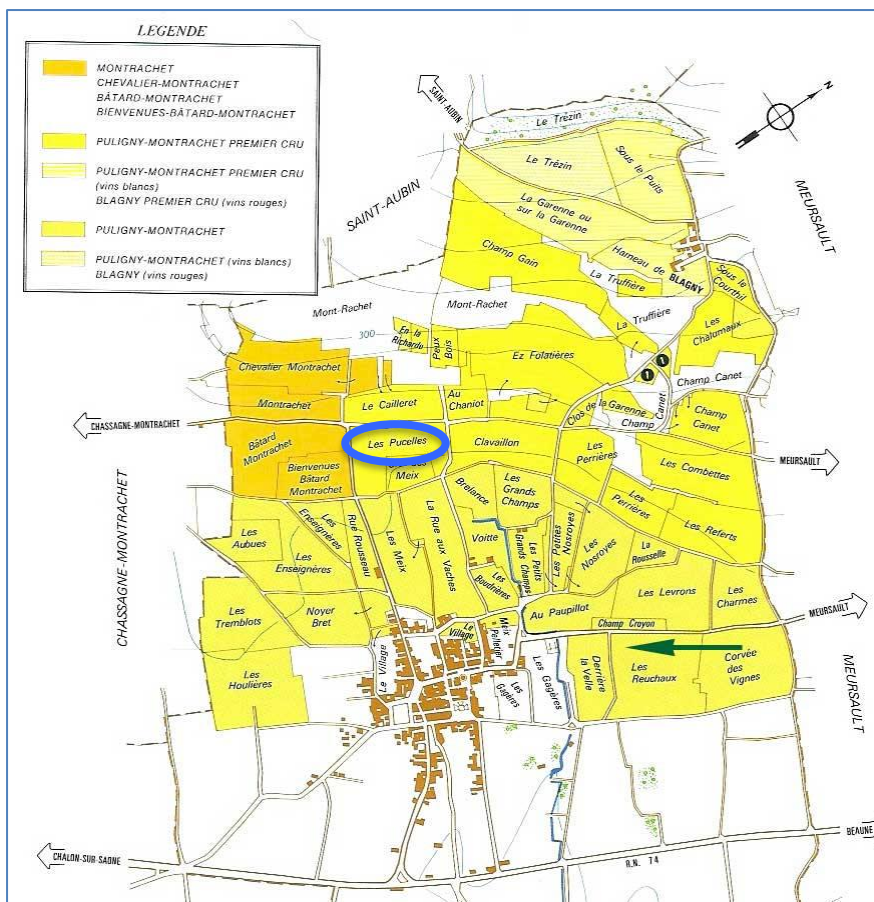 LEGENDE
MONTRACHET
CHEVALIER-MONTRACHET
BÂTARD-MONTRACHET
BIENVENUES-BÂTARD-MONTRACHET
PULIGNY-MONTRACHET PREMIER CRU
PULIGNY-MONTRACHET PREMIER CRU
(vins blancs)
BLAGNY PREMIER CRU (vins rouges)
PULIGNY-MONTRACHET
PULIGNY-MONTRACHET (vins blancs)
BLAGNY (vins rouges)
N
SAINT-AUBIN
Le Trézin
Le Trézin
Sous le Puits
SAINT-AUBIN
MEURSAULT
La Garenne ou
sur la Garenne
Champ Gain
Hameau de BLAGNY
La Truffière
Sous le
Courthil
Mont-Rachet
Mont-Rachet
La Truffière
Les
Chalumaux
300
En la
Richarde
Peux
Bois
Ez Folatières
1
1
Chevalier Montrachet
Champ Canet
Montrachet
Le Cailleret
Au
Chaniot
Clos de la Garenne
Champ
Canet
Champ
Canet
CHASSAGNE-MONTRACHET
Bâtard
Montrachet
Les Pucelles
Clavaillon
Les
Perrières
Les Combettes
MEURSAULT
Bienvenues
Bâtard
Montrachet
Meix
Brelance
Les
Grands
Champs
Les
Perrières
Les Referts
Les
Aubues
Les
Enseignères
Les
Enseignères
Rue Rousseau
Les Meix
La Rue aux Vaches
Voitte
Les Petits
Grands Champs
Les Petites
Nosroyes
Les Nosroyes
La
Rousselle
CHASSAGNE-MONTRACHET
Les
Tremblots
Noyer
Bret
Les Boudrières
Au Paupillot
Les Levrons
Les
Charmes
MEURSAULT
Le Village
Le
Village
Meix
Pelletier
Champ Croyon
Les
Houlières
Les
Gagères
Les Gagères
Derrière
la Velle
Les
Reuchaux
Corvée
des
Vignes
MEURSAULT
CHALON-SUR-SAONE
R.N. 74
BEAUNE